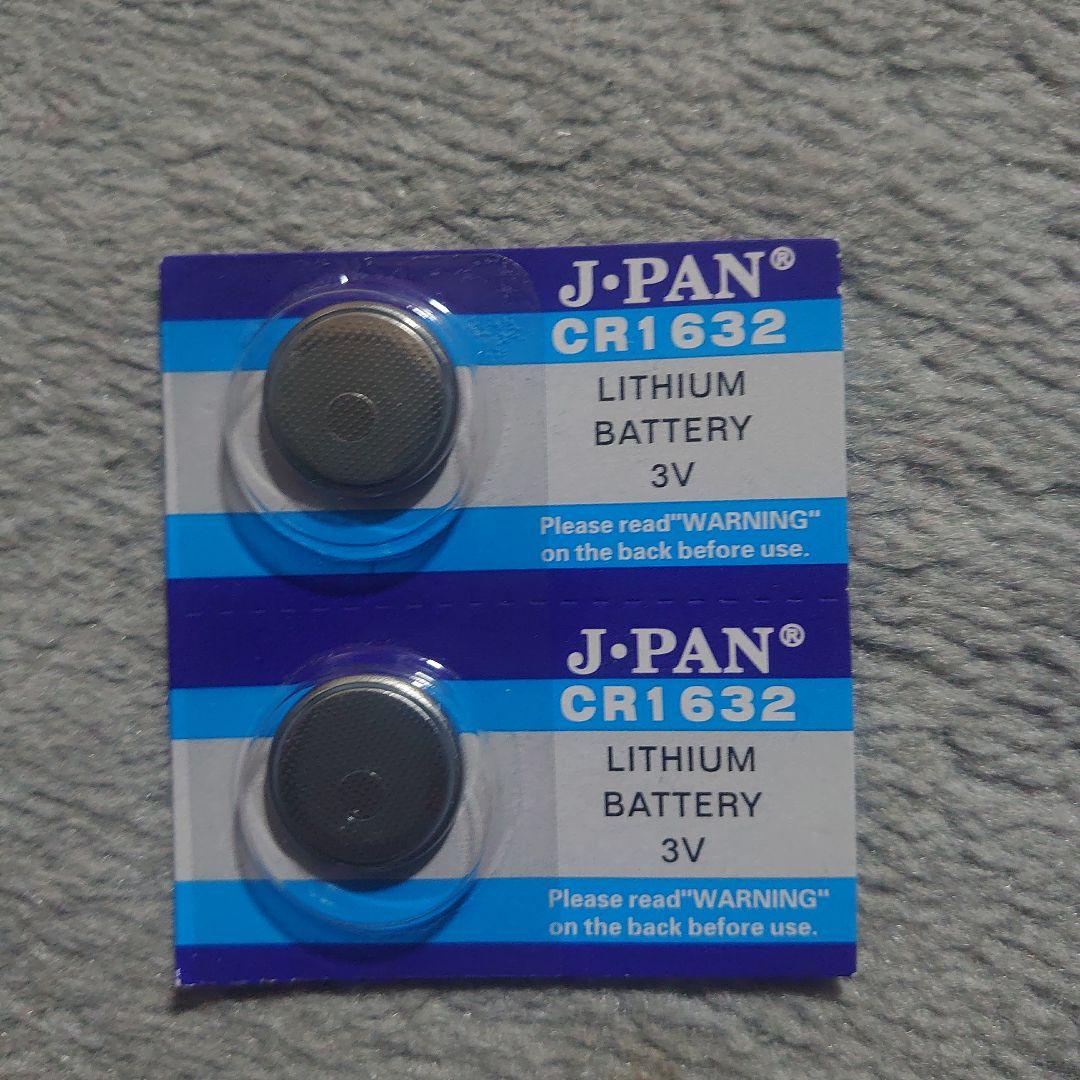 J·PAN®
CR1632
LITHIUM
BATTERY
3V
Please read"WARNING"
on the back before use.
J·PAN®
CR1632
LITHIUM
BATTERY
3V
Please read"WARNING"
on the back before use.